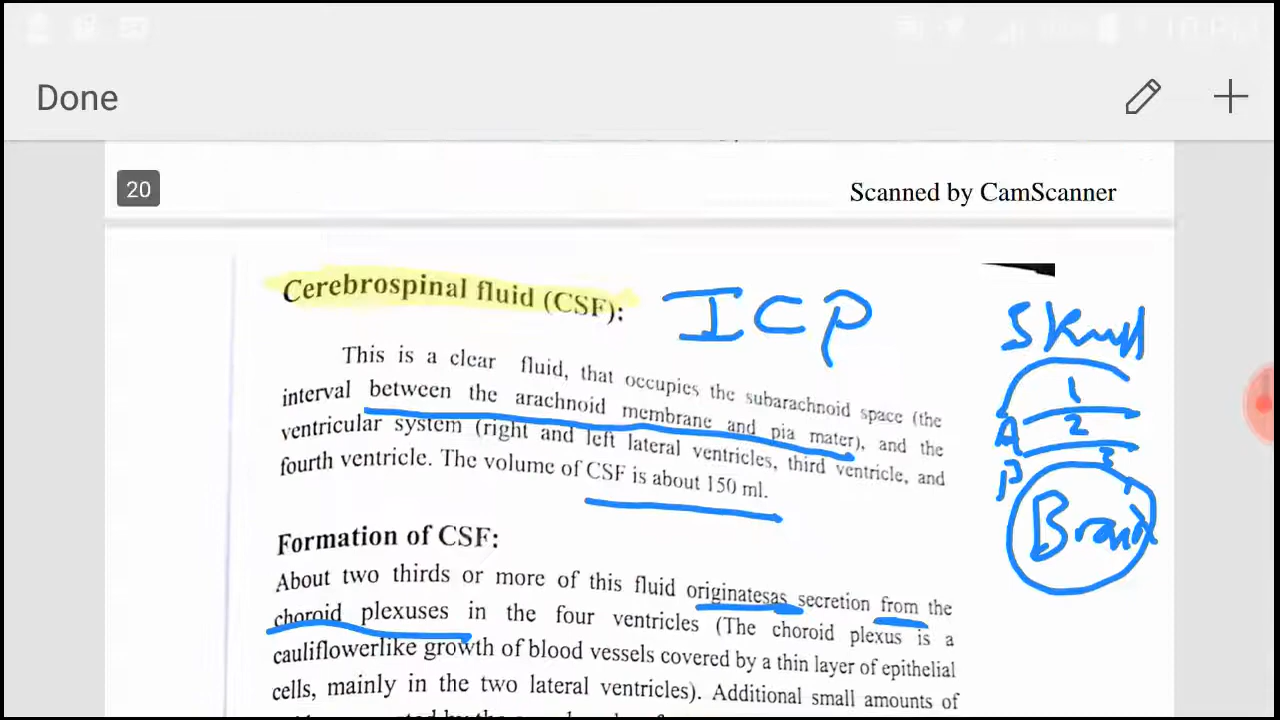 Done
20
Scanned by CamScanner
Cerebrospinal fluid (CSF):
ICP
Skull
This is a clear fluid, that occupies the subarachnoid space (the
interval between the arachnoid membrane and pia mater), and the
ventricular system (right and left lateral ventricles, third ventricle, and
fourth ventricle. The volume of CSF is about 150 ml.
1
A 2
P 3
Brain
Formation of CSF:
About two thirds or more of this fluid originatesas secretion from the
choroid plexuses in the four ventricles (The choroid plexus is a
cauliflowerlike growth of blood vessels covered by a thin layer of epithelial
cells, mainly in the two lateral ventricles). Additional small amounts of